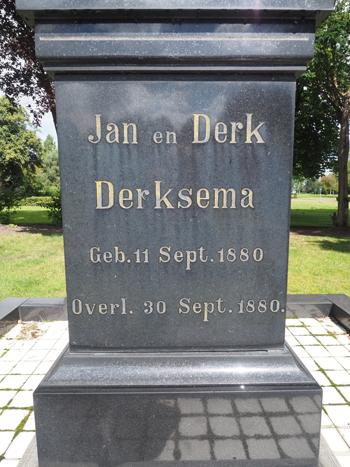 Jan en Derk
Derksema
Geb. 11 Sept. 1880
Overl. 30 Sept. 1880.